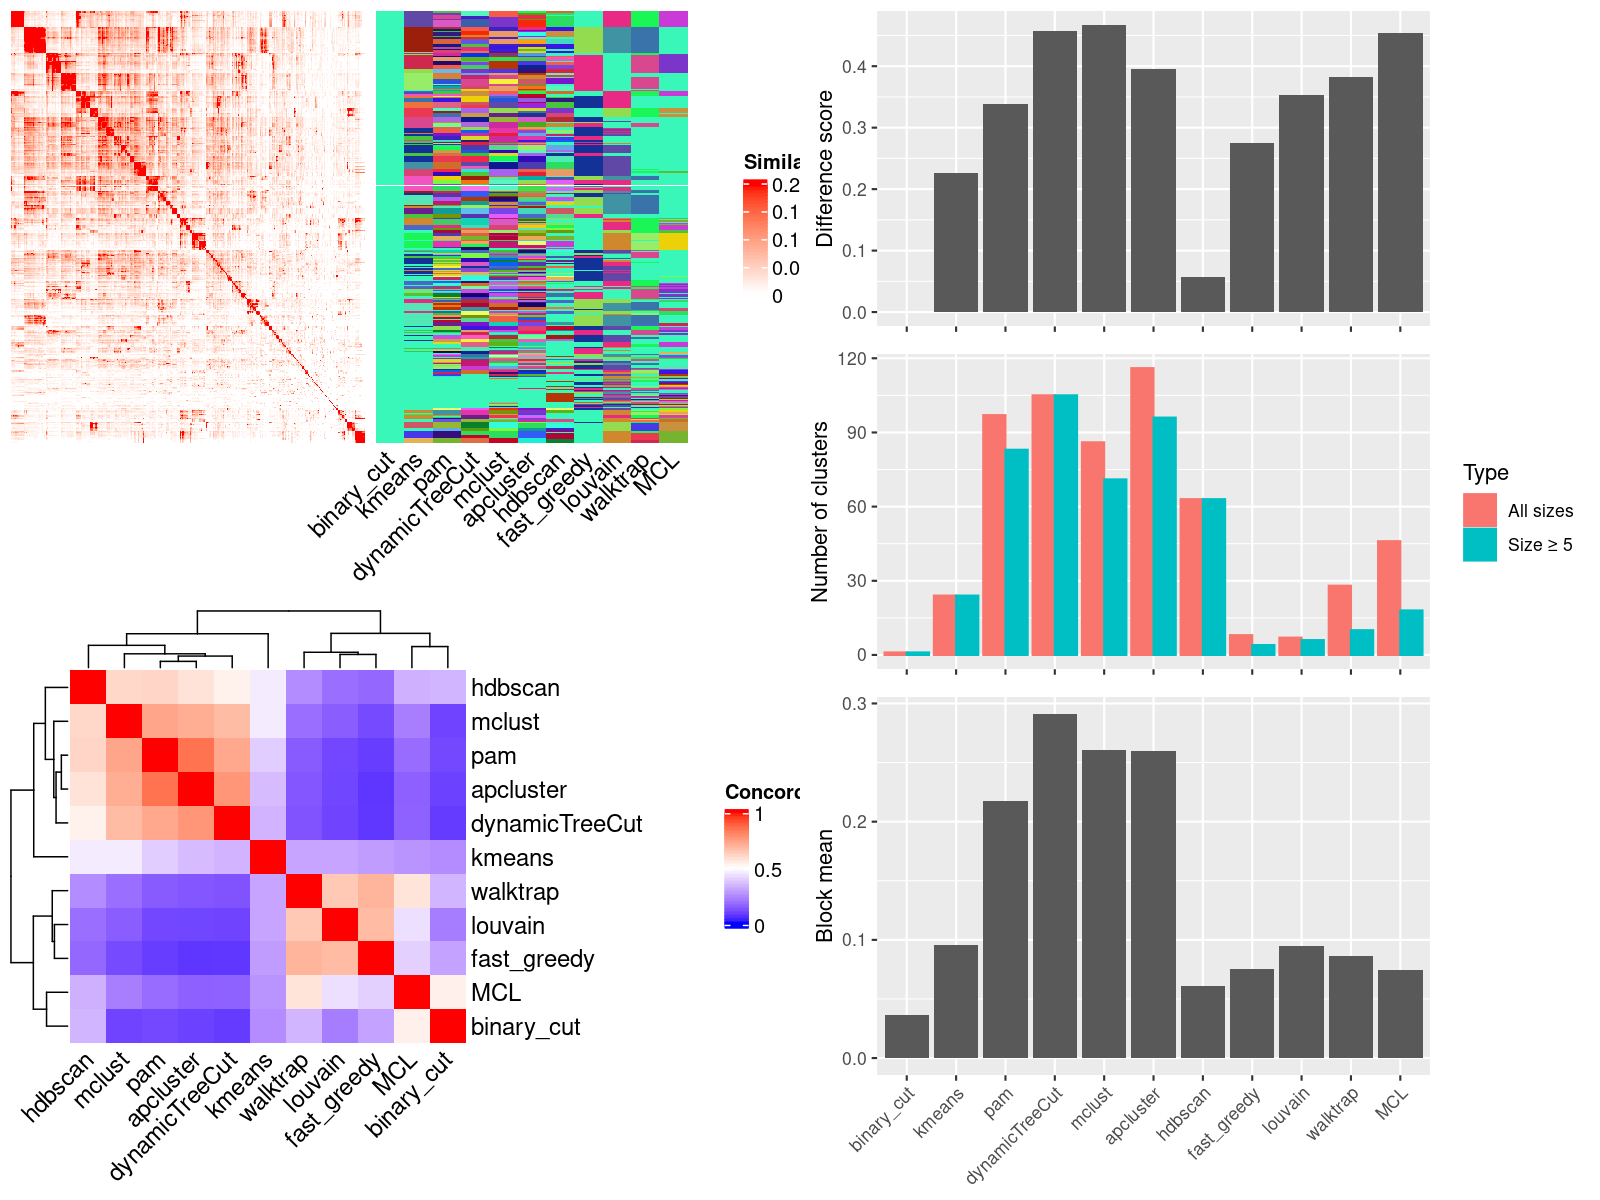 Simila
0.2
0.1
0.1
0.0
0
binary_cut
kmeans
pam
dynamicTreeCut
mclust
apcluster
hdbscan
fast_greedy
louvain
walktrap
MCL
hdbscan
mclust
pam
apcluster
dynamicTreeCut
kmeans
walktrap
louvain
fast_greedy
MCL
binary_cut
hdbscan
mclust
pam
apcluster
dynamicTreeCut
kmeans
walktrap
louvain
fast_greedy
MCL
binary_cut
Concord
1
0.5
0
Difference score
0.4
0.3
0.2
0.1
0.0
Number of clusters
120
90
60
30
0
Type
All sizes
Size ≥ 5
Block mean
0.3
0.2
0.1
0.0
binary_cut
kmeans
pam
dynamicTreeCut
mclust
apcluster
hdbscan
fast_greedy
louvain
walktrap
MCL